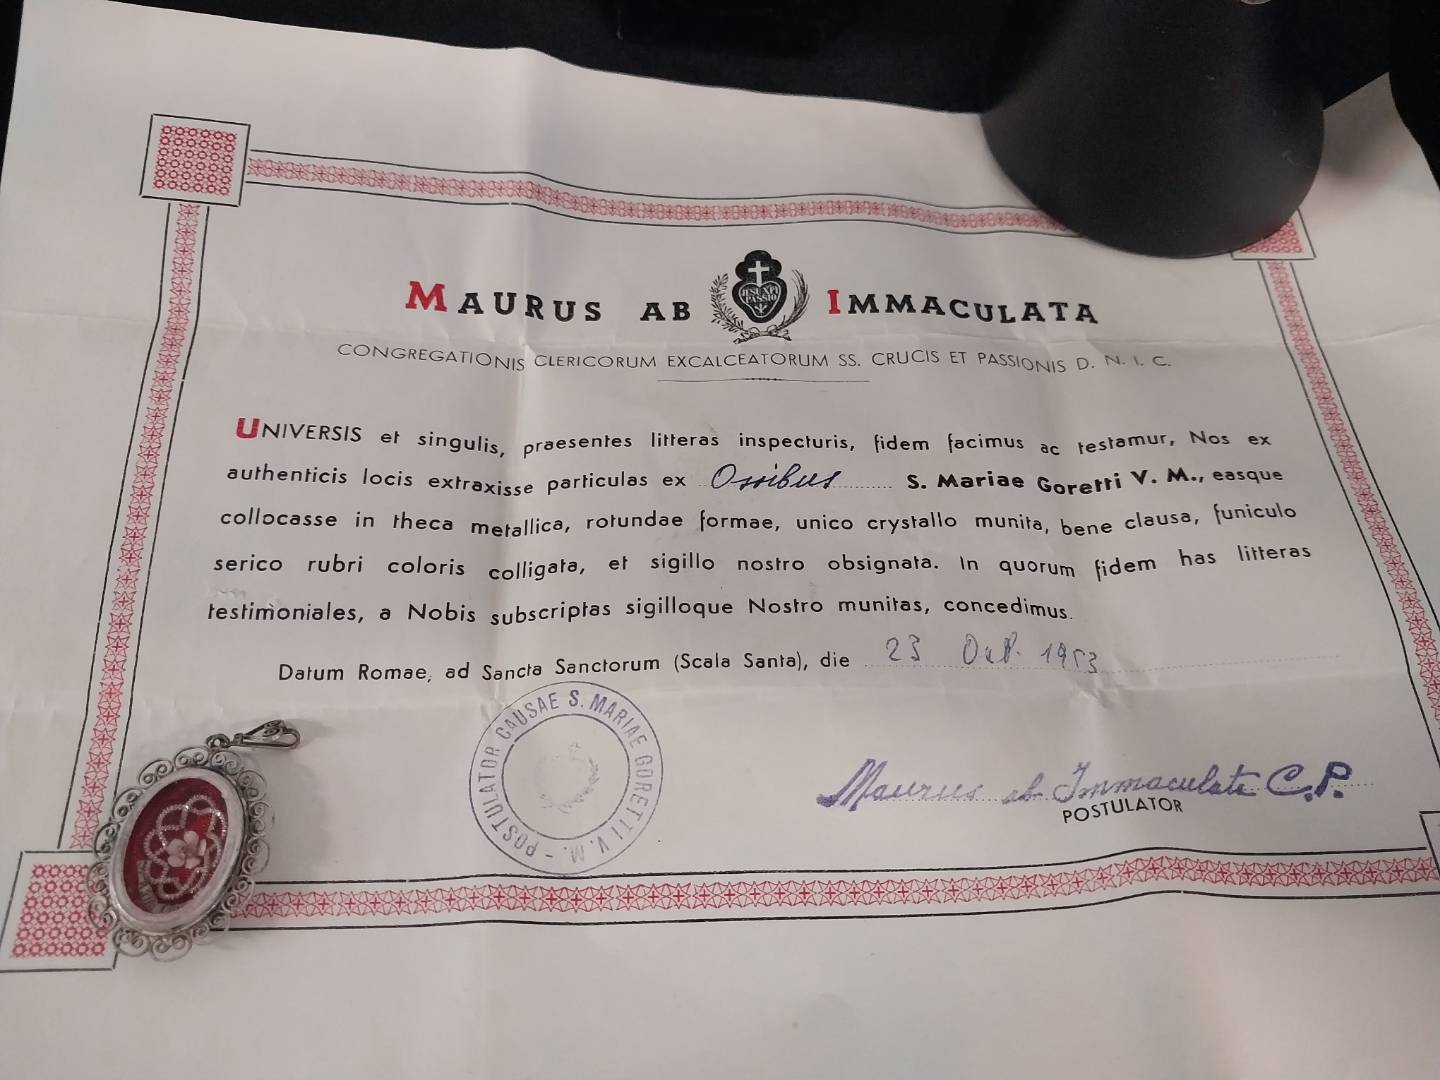 MAURUS AB IMMACULATA
JESU XPI
PASSIO
CONGREGATIONIS CLERICORUM EXCALCEATORUM SS. CRUCIS ET PASSIONIS D. N. I. C.
UNIVERSIS et singulis, praesentes litteras inspecturis, fidem facimus ac testamur, Nos ex
authenticis locis extraxisse particulas ex Ossibus S. Mariae Goretti V. M., easque
collocasse in theca metallica, rotundae formae, unico crystallo munita, bene clausa, funiculo
serico rubri coloris colligata, et sigillo nostro obsignata. In quorum fidem has litteras
testimoniales, a Nobis subscriptas sigilloque Nostro munitas, concedimus.
Datum Romae, ad Sancta Sanctorum (Scala Santa), die 23 1953
POSTULATOR CAUSAE S. MARIAE GORETTI V. M. -
Maurus ab Immaculata C.P.
POSTULATOR